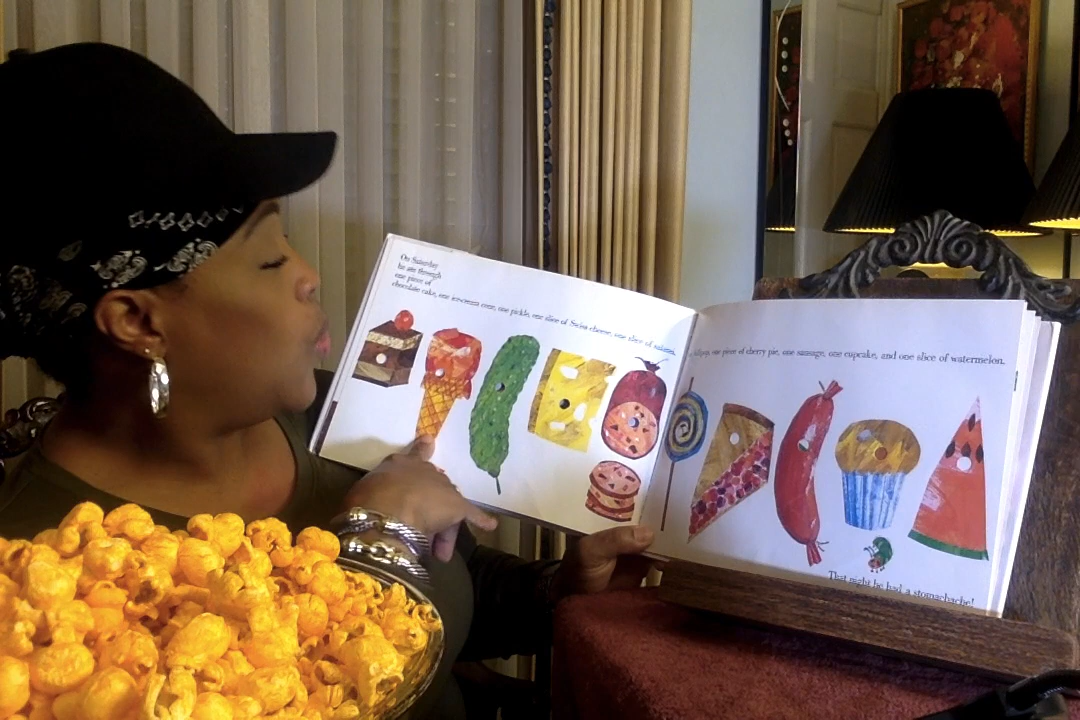 On Saturday
he ate through
one piece of
chocolate cake, one ice-cream cone, one pickle, one slice of Swiss cheese, one slice of salami,
lollipop, one piece of cherry pie, one sausage, one cupcake, and one slice of watermelon.
That night he had a stomachache!